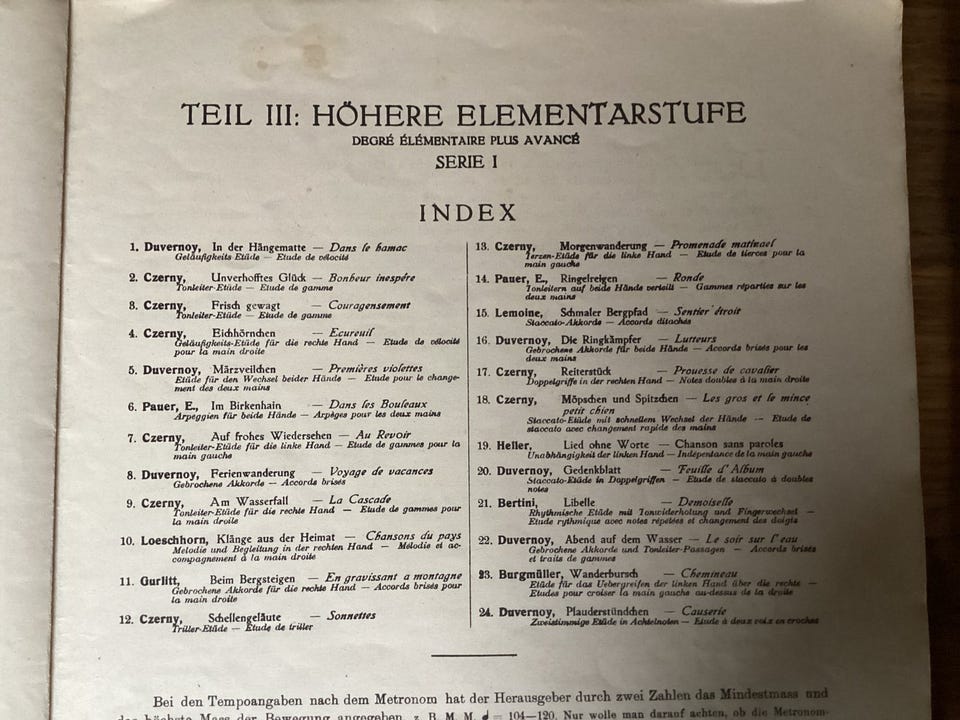 TEIL III: HÖHERE ELEMENTARSTUFE
DEGRÉ ÉLÉMENTAIRE PLUS AVANCÉ
SERIE I
INDEX
1. Duvernoy, In der Hängematte — Dans le hamac
Geläufigkeits-Etüde — Etude de vélocité
2. Czerny, Unverhofftes Glück — Bonheur inespéré
Tonleiter-Etüde — Etude de gamme
3. Czerny, Frisch gewagt — Couragensement
Tonleiter-Etüde — Etude de gamme
4. Czerny, Eichhörnchen — Ecureuil
Geläufigkeits-Etüde für die rechte Hand — Etude de vélocité
pour la main droite
5. Duvernoy, Märzveilchen — Premières violettes
Etüde für den Wechsel beider Hände — Etude pour le change-
ment des deux mains
6. Pauer, E., Im Birkenhain — Dans les Bouleaux
Arpeggien für beide Hände — Arpèges pour les deux mains
7. Czerny, Auf frohes Wiedersehen — Au Revoir
Tonleiter-Etüde für die linke Hand — Etude de gammes pour la
main gauche
8. Duvernoy, Ferienwanderung — Voyage de vacances
Gebrochene Akkorde — Accords brisés
9. Czerny, Am Wasserfall — La Cascade
Tonleiter-Etüde für die rechte Hand — Etude de gammes pour
la main droite
10. Loeschhorn, Klänge aus der Heimat — Chansons du pays
Melodie und Begleitung in der rechten Hand — Mélodie et ac-
compagnement à la main droite
11. Gurlitt, Beim Bergsteigen — En gravissant a montagne
Gebrochene Akkorde für die rechte Hand — Accords brisés pour
la main droite
12. Czerny, Schellengeläute — Sonnettes
Triller-Etüde — Etude de triller
13. Czerny, Morgenwanderung — Promenade matinael
Terzen-Etüde für die linke Hand — Etude de tierces pour la
main gauche
14. Pauer, E., Ringelreigen — Ronde
Tonleitern auf beide Hände verteilt — Gammes réparties sur les
deux mains
15. Lemoine, Schmaler Bergpfad — Sentier étroit
Staccato-Akkorde — Accords détachés
16. Duvernoy, Die Ringkämpfer — Lutteurs
Gebrochene Akkorde für beide Hände — Accords brisés pour les
deux mains
17. Czerny, Reiterstück — Prouesse de cavalier
Doppelgriffe in der rechten Hand — Notes doubles à la main droite
18. Czerny, Möpschen und Spitzchen — Les gros et le mince
petit chien
Staccato-Etüde mit schnellem Wechsel der Hände — Etude de
staccato avec changement rapide des mains
19. Heller, Lied ohne Worte — Chanson sans paroles
Unabhängigkeit der linken Hand — Indépentance de la main gauche
20. Duvernoy, Gedenkblatt — Feuille d'Album
Staccato-Etüde in Doppelgriffen — Etude de staccato à doubles
notes
21. Bertini, Libelle — Demoiselle
Rhythmische Etüde mit Tonwiderholung und Fingerwechsel —
Etude rythmique avec notes répétées et changement des doigts
22. Duvernoy, Abend auf dem Wasser — Le soir sur l'eau
Gebrochene Akkorde und Tonleiter-Passagen — Accords brisés
et traits de gammes
23. Burgmüller, Wanderbursch — Chemineau
Etüde für das Uebergreifen der linken Hand über die rechte —
Etudes pour croiser la main gauche au-dessus de la droite
24. Duvernoy, Plauderstündchen — Causerie
Zweistimmige Etüde in Achtelnoten — Etude à deux voix en croches
Bei den Tempoangaben nach dem Metronom hat der Herausgeber durch zwei Zahlen das Mindestmass und
das höchste Mass der Bewegung angegeben, z. B. M. M. ♩ = 104—120. Nur wolle man darauf achten, ob die Metronom-